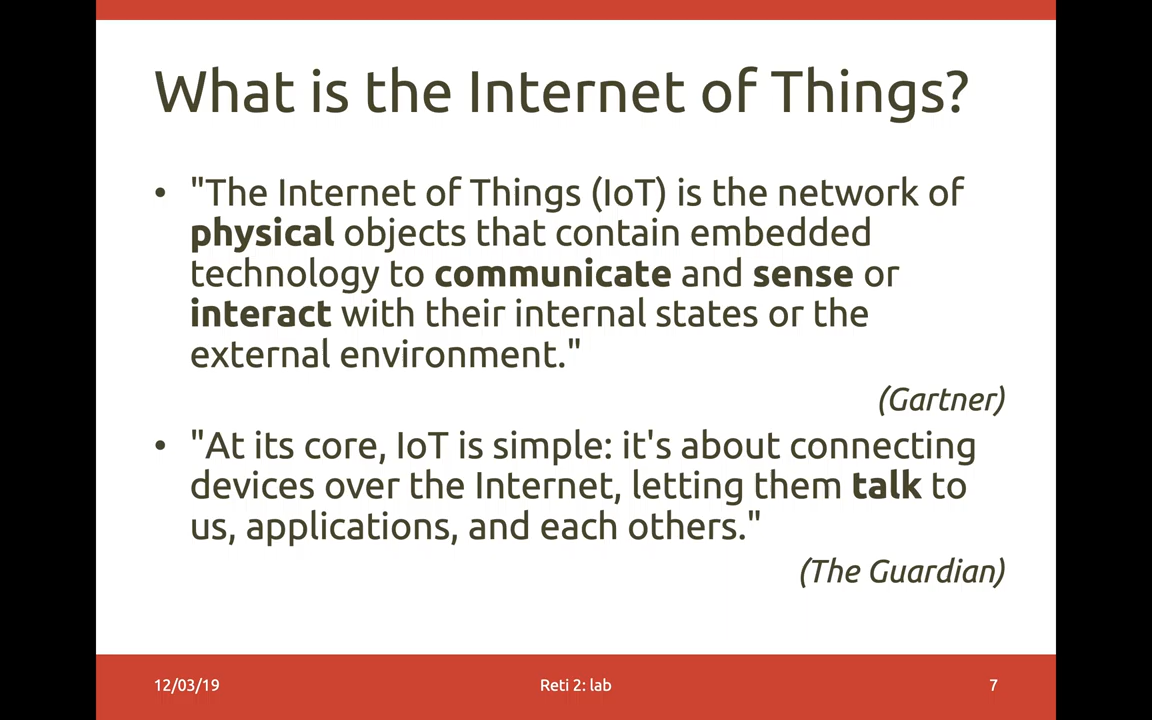 What is the Internet of Things?
• "The Internet of Things (IoT) is the network of
physical objects that contain embedded
technology to communicate and sense or
interact with their internal states or the
external environment."
(Gartner)
• "At its core, IoT is simple: it's about connecting
devices over the Internet, letting them talk to
us, applications, and each others."
(The Guardian)
12/03/19
Reti 2: lab
7